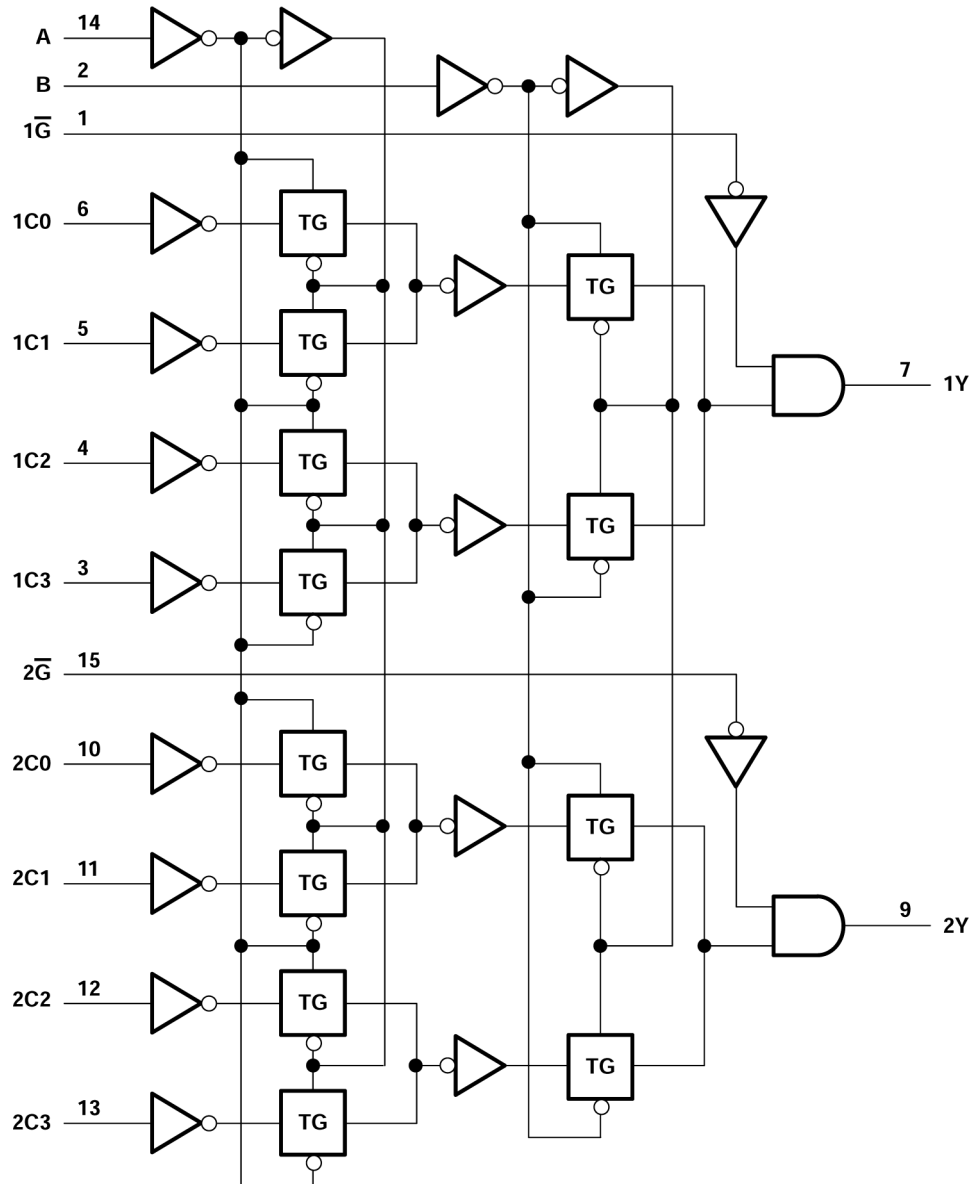 A 14
B 2
1G̅ 1
1C0 6 TG
TG
1C1 5 TG
7 1Y
1C2 4 TG
TG
1C3 3 TG
2G̅ 15
2C0 10 TG
TG
2C1 11 TG
9 2Y
2C2 12 TG
TG
2C3 13 TG